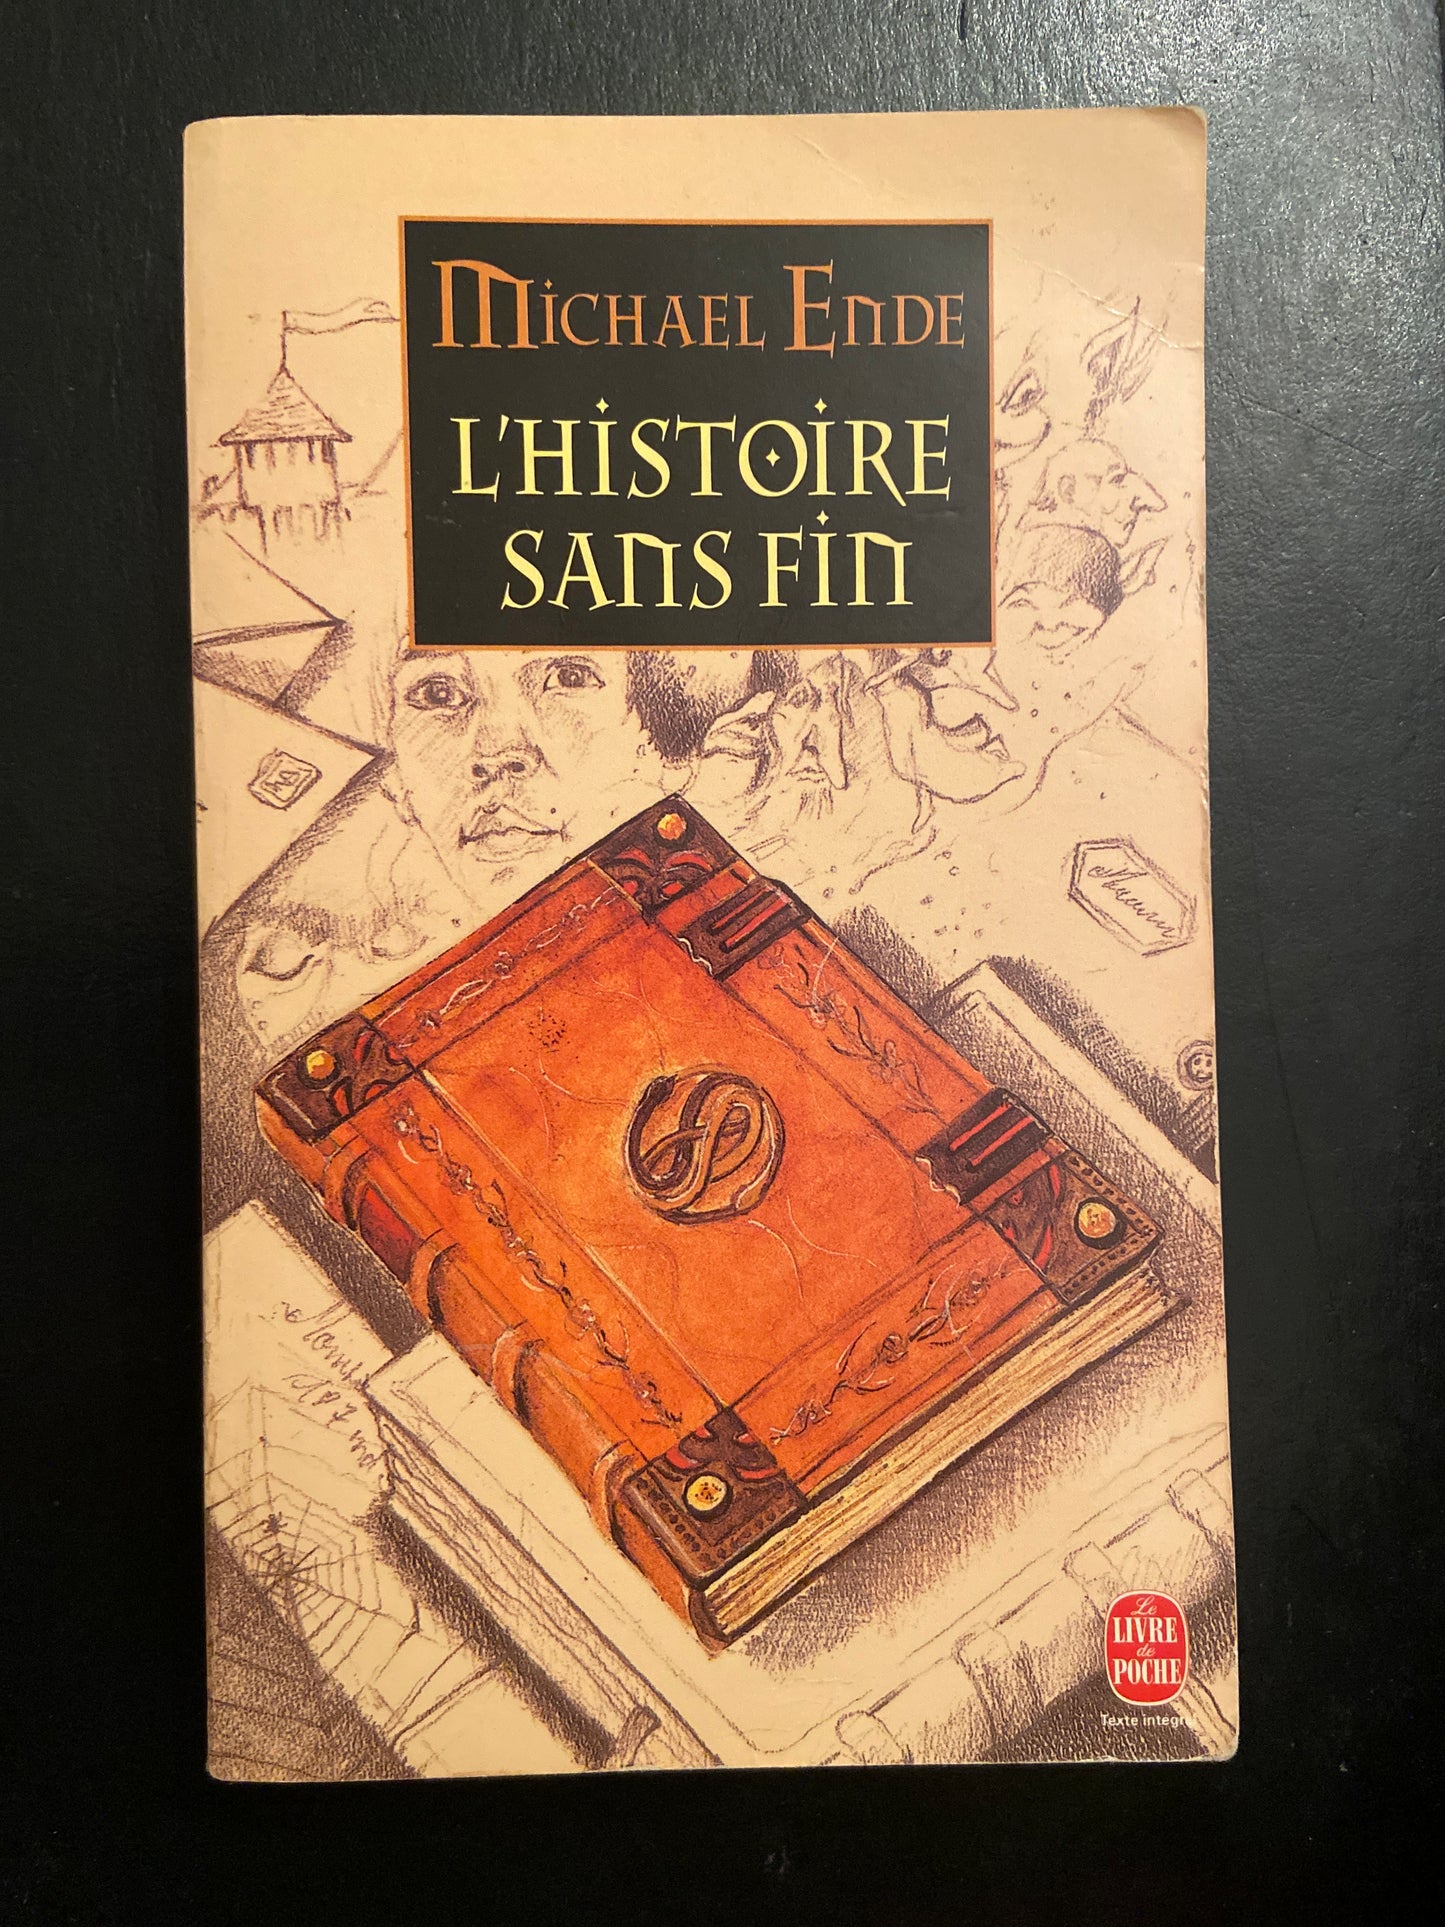 Michael Ende
L'Histoire
sans fin
Le
LIVRE
de
POCHE
Texte intégral